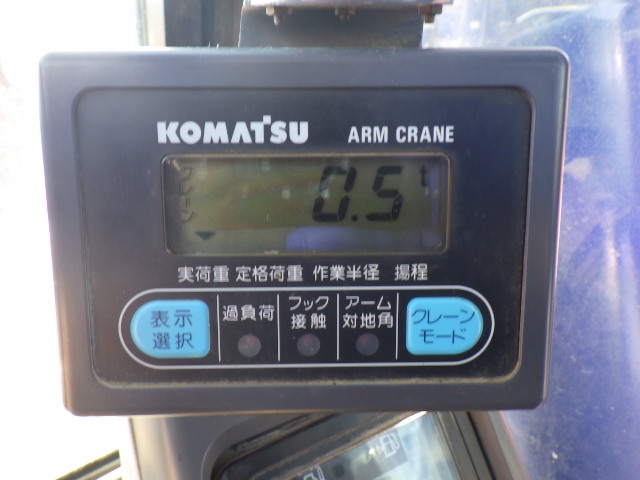 KOMATSU ARM CRANE
クレーン
0.5 t
実荷重 定格荷重 作業半径 揚程
表示
選択
過負荷
フック
接触
アーム
対地角
クレーン
モード